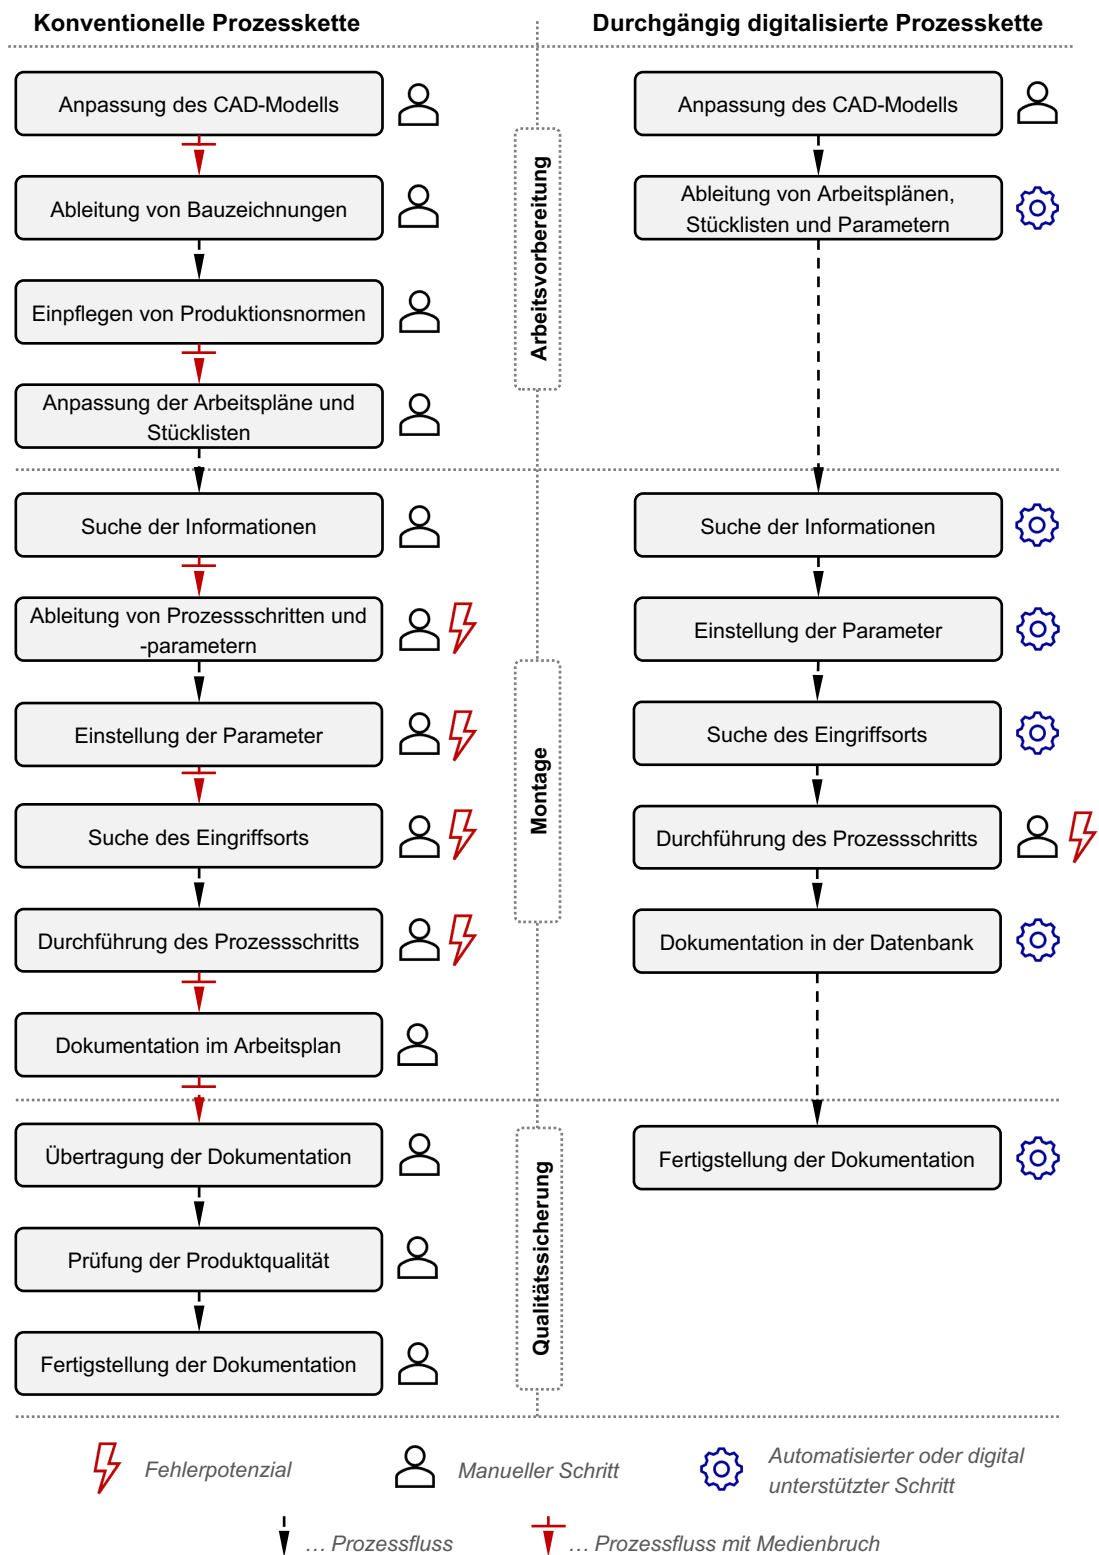 Konventionelle Prozesskette
Durchgängig digitalisierte Prozesskette
Arbeitsvorbereitung
Anpassung des CAD-Modells
Ableitung von Bauzeichnungen
Einpflegen von Produktionsnormen
Anpassung der Arbeitspläne und
Stücklisten
Anpassung des CAD-Modells
Ableitung von Arbeitsplänen,
Stücklisten und Parametern
Montage
Suche der Informationen
Ableitung von Prozessschritten und
-parametern
Einstellung der Parameter
Suche des Eingriffsorts
Durchführung des Prozessschritts
Dokumentation im Arbeitsplan
Suche der Informationen
Einstellung der Parameter
Suche des Eingriffsorts
Durchführung des Prozessschritts
Dokumentation in der Datenbank
Qualitätssicherung
Übertragung der Dokumentation
Prüfung der Produktqualität
Fertigstellung der Dokumentation
Fertigstellung der Dokumentation
Fehlerpotenzial
Manueller Schritt
Automatisierter oder digital
unterstützter Schritt
… Prozessfluss
… Prozessfluss mit Medienbruch